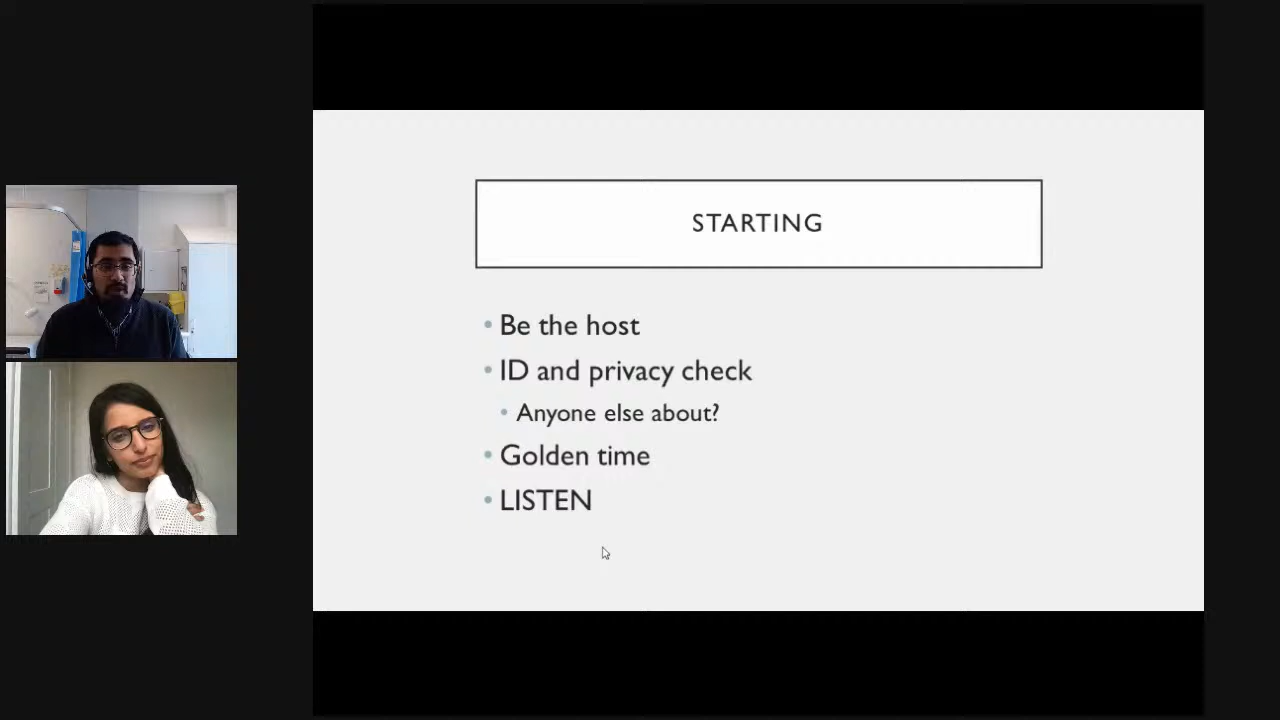 STARTING
Be the host
ID and privacy check
Anyone else about?
Golden time
LISTEN